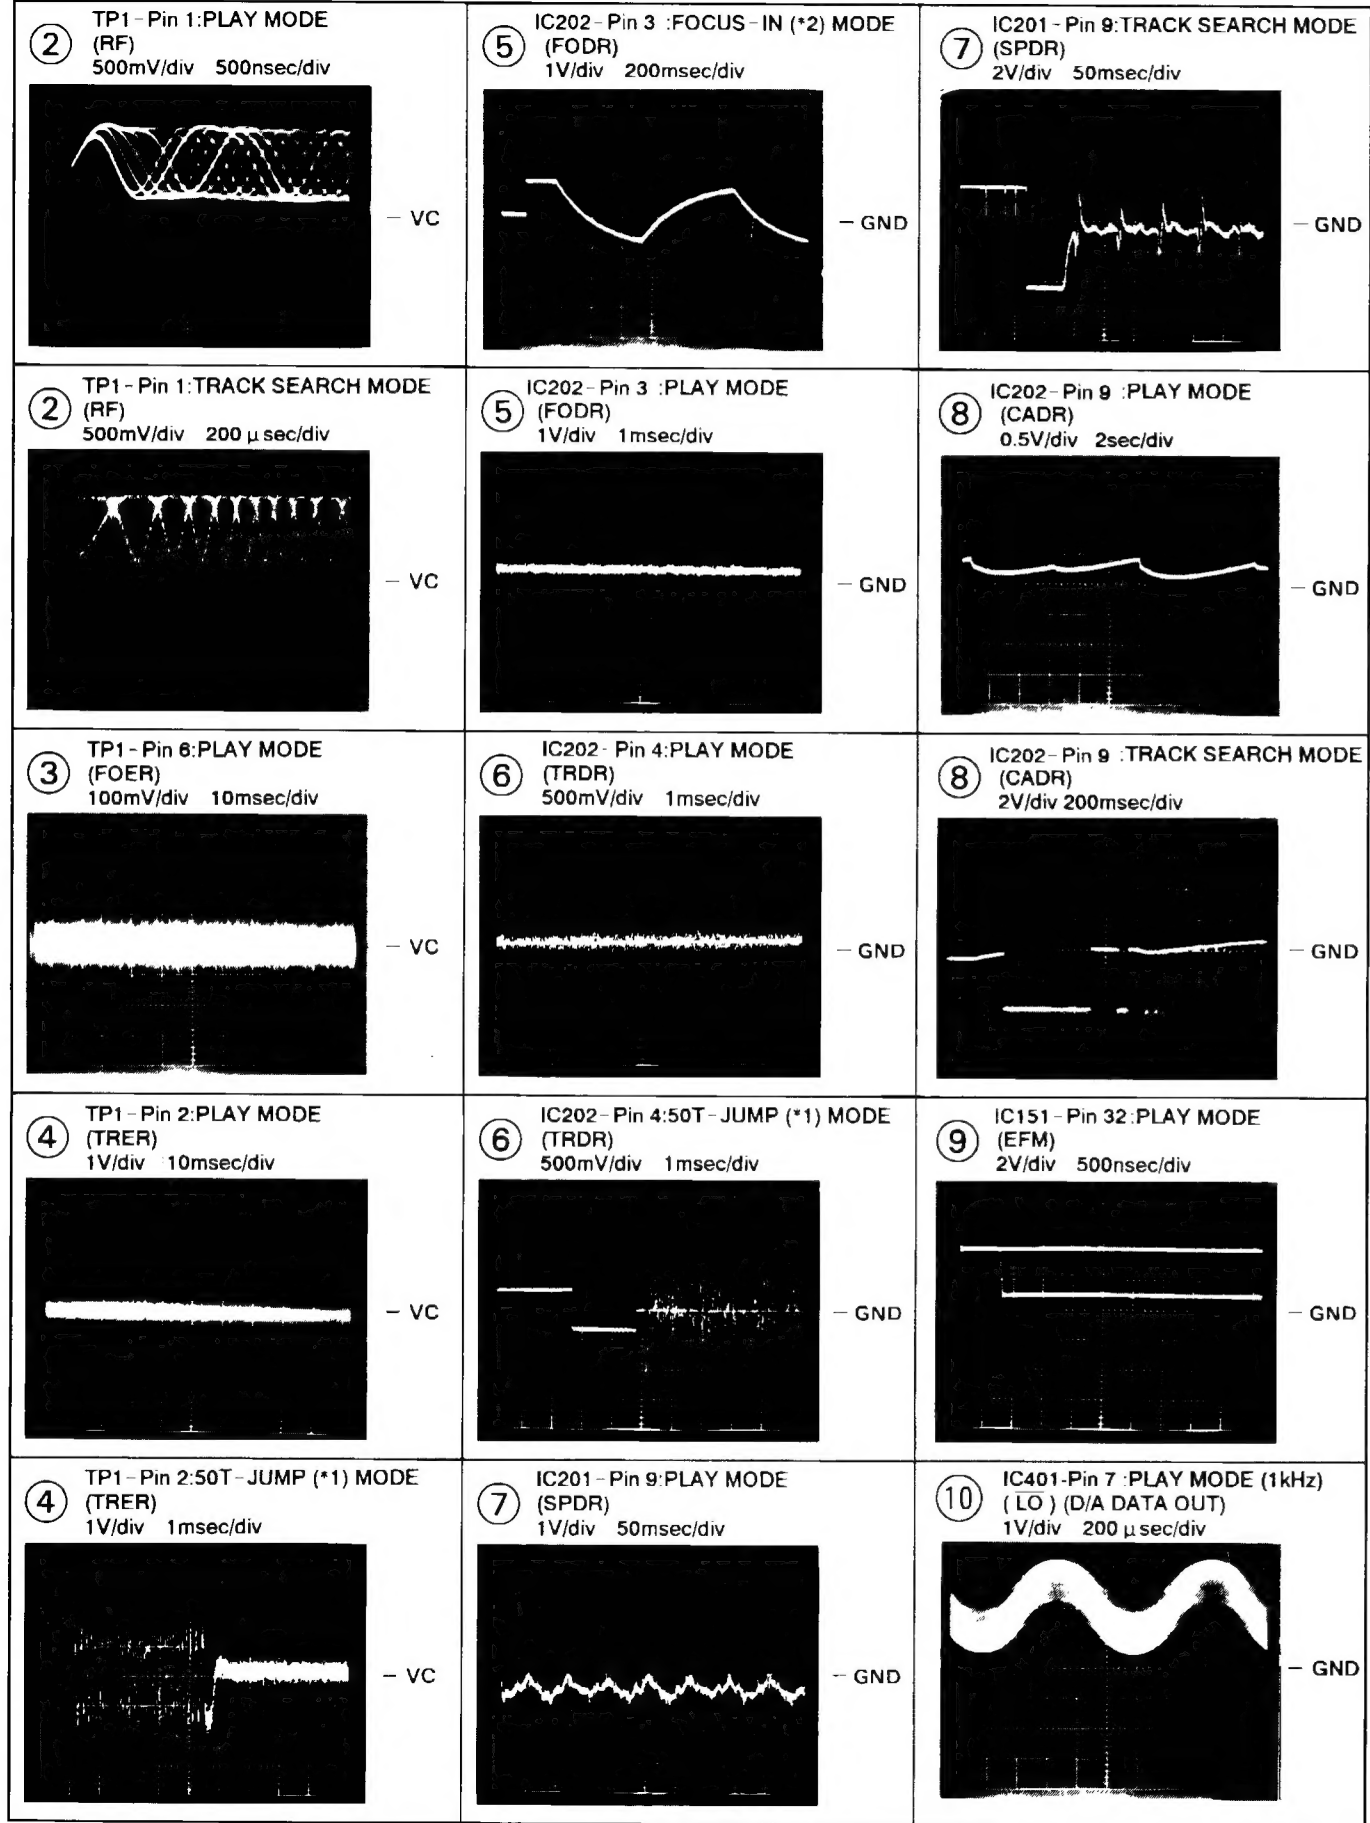 ② TP1-Pin 1:PLAY MODE
(RF)
500mV/div 500nsec/div
- VC
⑤ IC202-Pin 3 :FOCUS-IN (*2) MODE
(FODR)
1V/div 200msec/div
- GND
⑦ IC201-Pin 9:TRACK SEARCH MODE
(SPDR)
2V/div 50msec/div
- GND
② TP1-Pin 1:TRACK SEARCH MODE
(RF)
500mV/div 200 μ sec/div
- VC
⑤ IC202-Pin 3 :PLAY MODE
(FODR)
1V/div 1msec/div
- GND
⑧ IC202-Pin 9 :PLAY MODE
(CADR)
0.5V/div 2sec/div
- GND
③ TP1-Pin 6:PLAY MODE
(FOER)
100mV/div 10msec/div
- VC
⑥ IC202-Pin 4:PLAY MODE
(TRDR)
500mV/div 1msec/div
- GND
⑧ IC202-Pin 9 :TRACK SEARCH MODE
(CADR)
2V/div 200msec/div
- GND
④ TP1-Pin 2:PLAY MODE
(TRER)
1V/div 10msec/div
- VC
⑥ IC202-Pin 4:50T-JUMP (*1) MODE
(TRDR)
500mV/div 1msec/div
- GND
⑨ IC151-Pin 32:PLAY MODE
(EFM)
2V/div 500nsec/div
- GND
④ TP1-Pin 2:50T-JUMP (*1) MODE
(TRER)
1V/div 1msec/div
- VC
⑦ IC201-Pin 9:PLAY MODE
(SPDR)
1V/div 50msec/div
- GND
⑩ IC401-Pin 7 :PLAY MODE (1kHz)
( L̅O̅ ) (D/A DATA OUT)
1V/div 200 μ sec/div
- GND